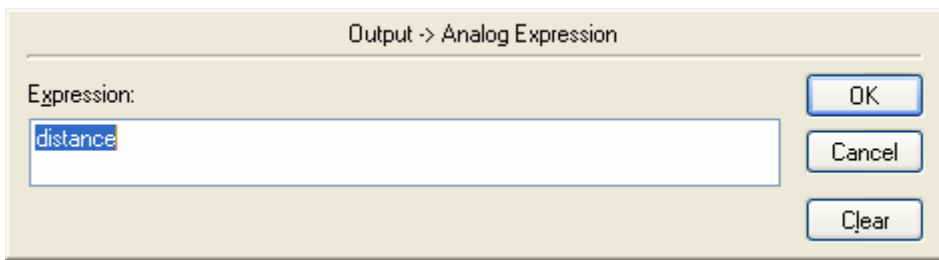 Output -> Analog Expression
Expression:
OK
distance
Cancel
Clear